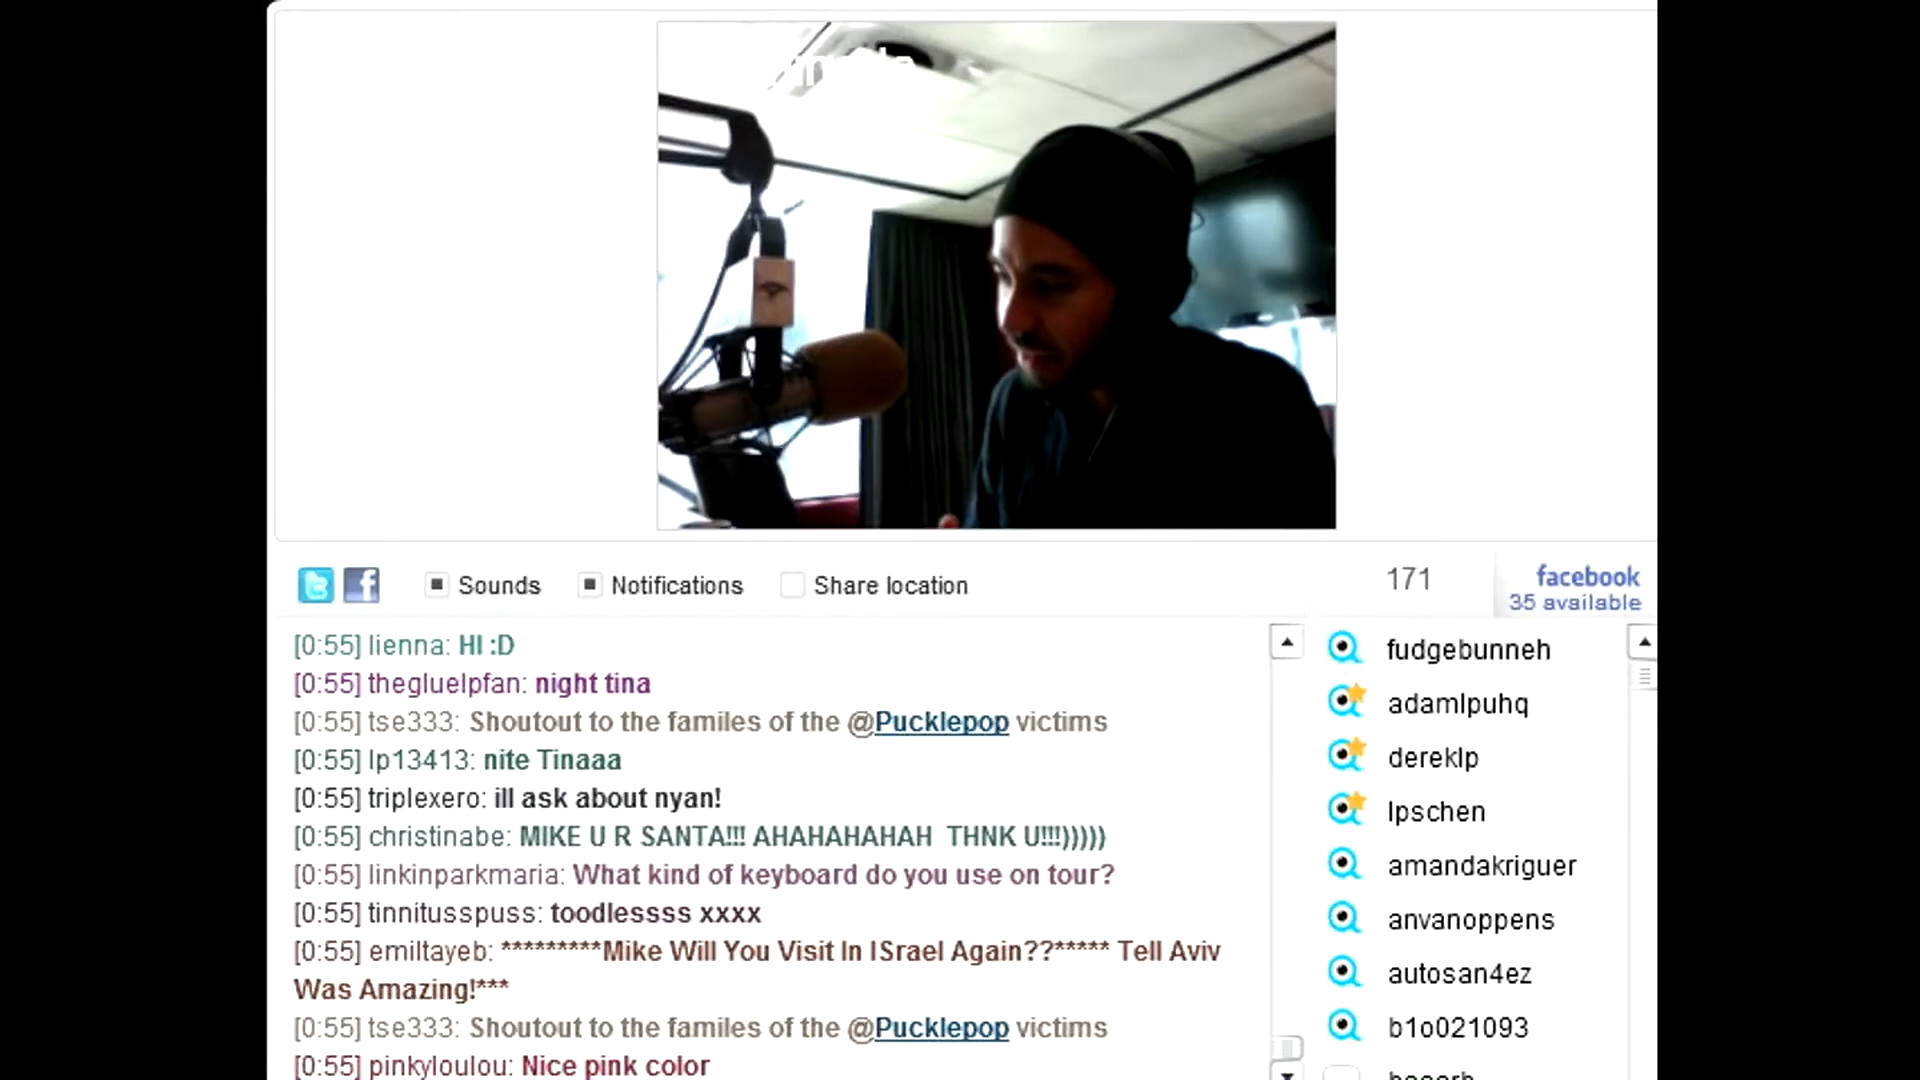 Sounds Notifications Share location 171 facebook
35 available
[0:55] lienna: HI :D
[0:55] thegluelpfan: night tina
[0:55] tse333: Shoutout to the familes of the @Pucklepop victims
[0:55] lp13413: nite Tinaaa
[0:55] triplexero: ill ask about nyan!
[0:55] christinabe: MIKE U R SANTA!!! AHAHAHAHAH THNK U!!!)))))
[0:55] linkinparkmaria: What kind of keyboard do you use on tour?
[0:55] tinnitusspuss: toodlessss xxxx
[0:55] emiltayeb: *********Mike Will You Visit In ISrael Again??***** Tell Aviv
Was Amazing!***
[0:55] tse333: Shoutout to the familes of the @Pucklepop victims
[0:55] pinkyloulou: Nice pink color
fudgebunneh
adamlpuhq
dereklp
lpschen
amandakriguer
anvanoppens
autosan4ez
b1o021093